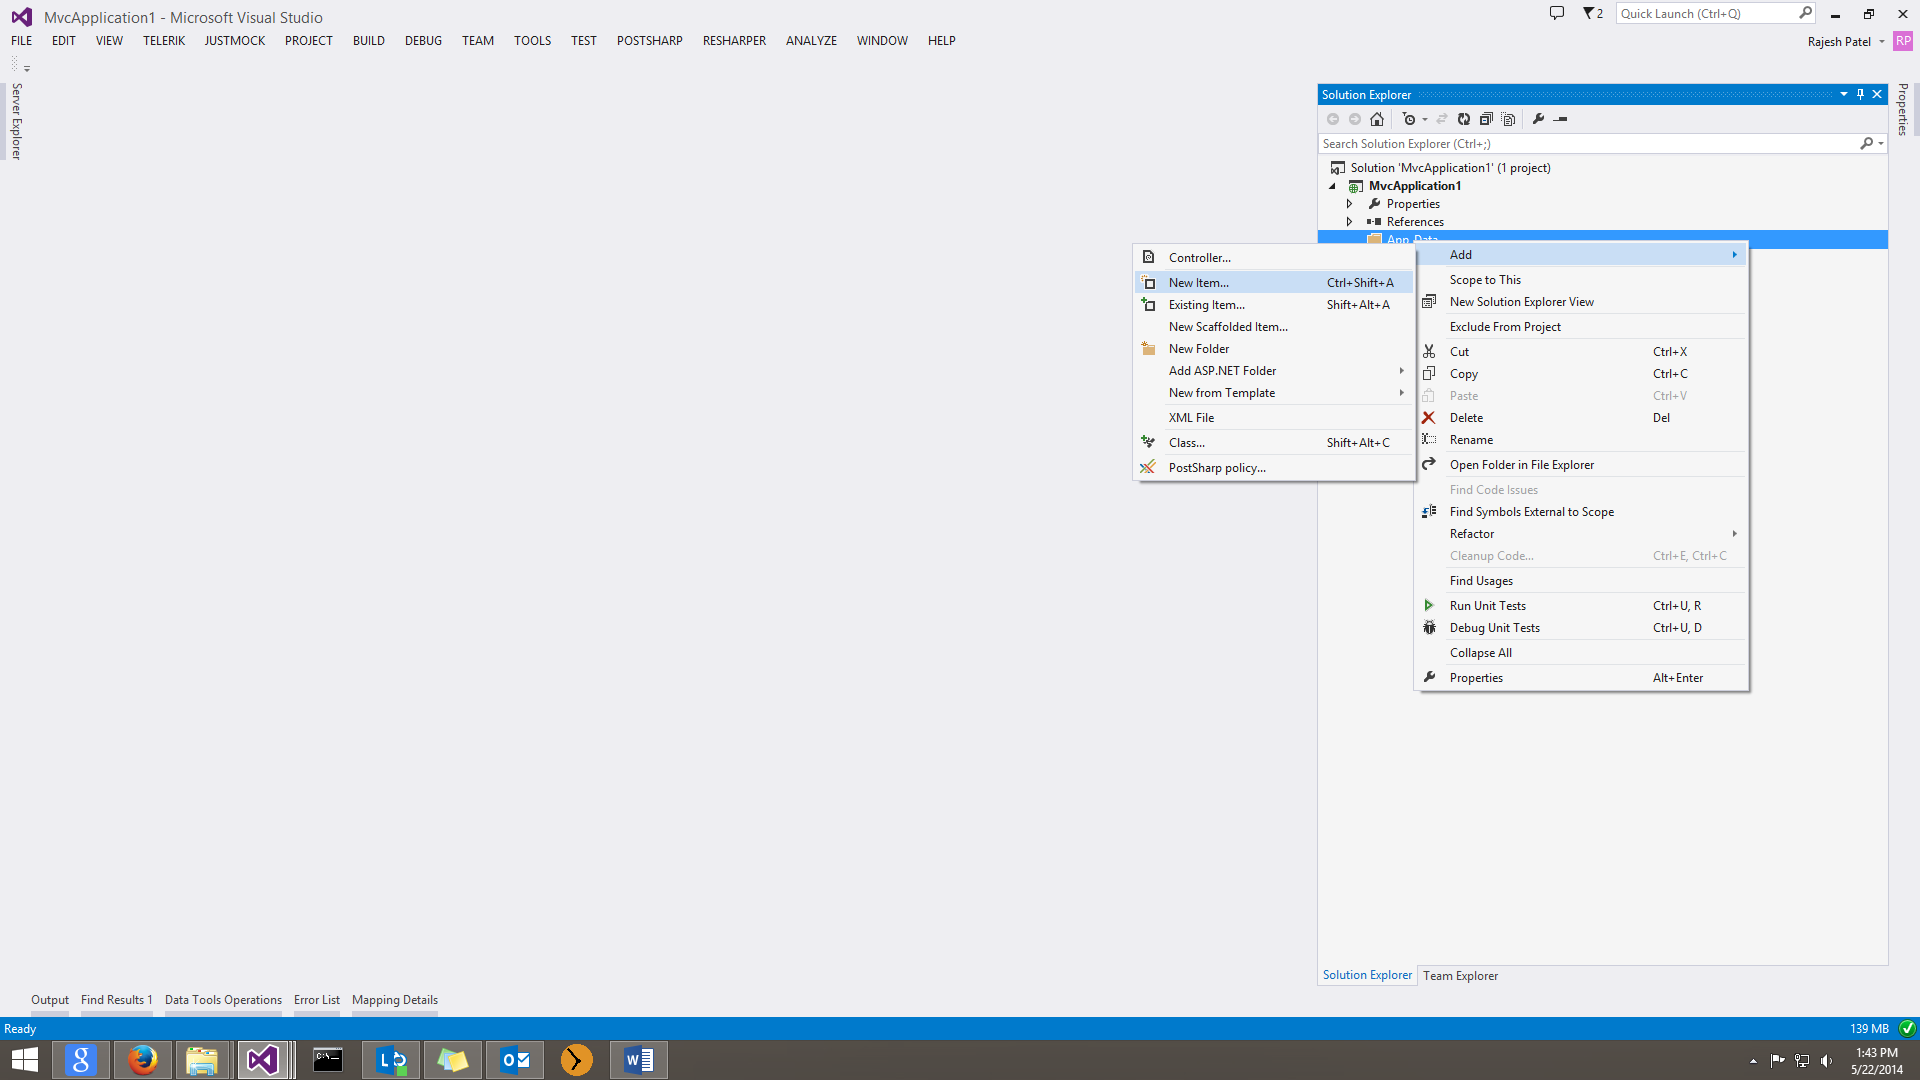 MvcApplication1 - Microsoft Visual Studio
2
Quick Launch (Ctrl+Q)
FILE EDIT VIEW TELERIK JUSTMOCK PROJECT BUILD DEBUG TEAM TOOLS TEST POSTSHARP RESHARPER ANALYZE WINDOW HELP
Rajesh Patel RP
Server Explorer
Properties
Solution Explorer
Search Solution Explorer (Ctrl+;)
Solution 'MvcApplication1' (1 project)
MvcApplication1
Properties
References
App_Data
Controller...
New Item... Ctrl+Shift+A
Existing Item... Shift+Alt+A
New Scaffolded Item...
New Folder
Add ASP.NET Folder
New from Template
XML File
Class... Shift+Alt+C
PostSharp policy...
Add
Scope to This
New Solution Explorer View
Exclude From Project
Cut Ctrl+X
Copy Ctrl+C
Paste Ctrl+V
Delete Del
Rename
Open Folder in File Explorer
Find Code Issues
Find Symbols External to Scope
Refactor
Cleanup Code... Ctrl+E, Ctrl+C
Find Usages
Run Unit Tests Ctrl+U, R
Debug Unit Tests Ctrl+U, D
Collapse All
Properties Alt+Enter
Solution Explorer Team Explorer
Output Find Results 1 Data Tools Operations Error List Mapping Details
Ready
139 MB
1:43 PM
5/22/2014